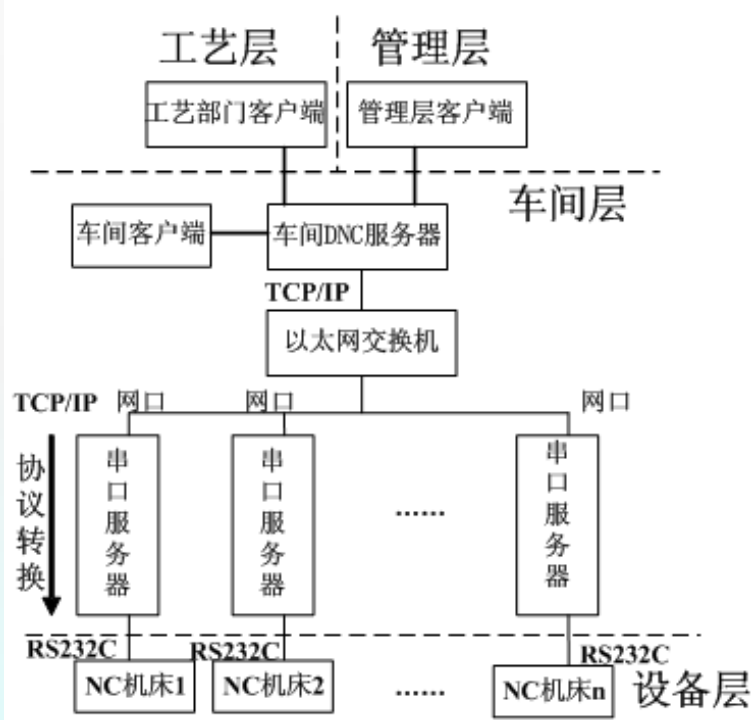 工艺层
管理层
工艺部门客户端
管理层客户端
车间层
车间客户端
车间DNC服务器
TCP/IP
以太网交换机
TCP/IP
网口
网口
网口
协议转换
串口服务器
串口服务器
……
串口服务器
RS232C
RS232C
RS232C
NC机床1
NC机床2
……
NC机床n
设备层